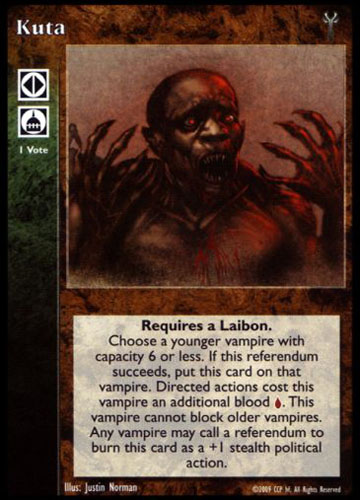 Kuta
1 Vote
Requires a Laibon.
Choose a younger vampire with
capacity 6 or less. If this referendum
succeeds, put this card on that
vampire. Directed actions cost this
vampire an additional blood. This
vampire cannot block older vampires.
Any vampire may call a referendum to
burn this card as a +1 stealth political
action.
Illus: Justin Norman ©2009 CCP hf. All Rights Reserved